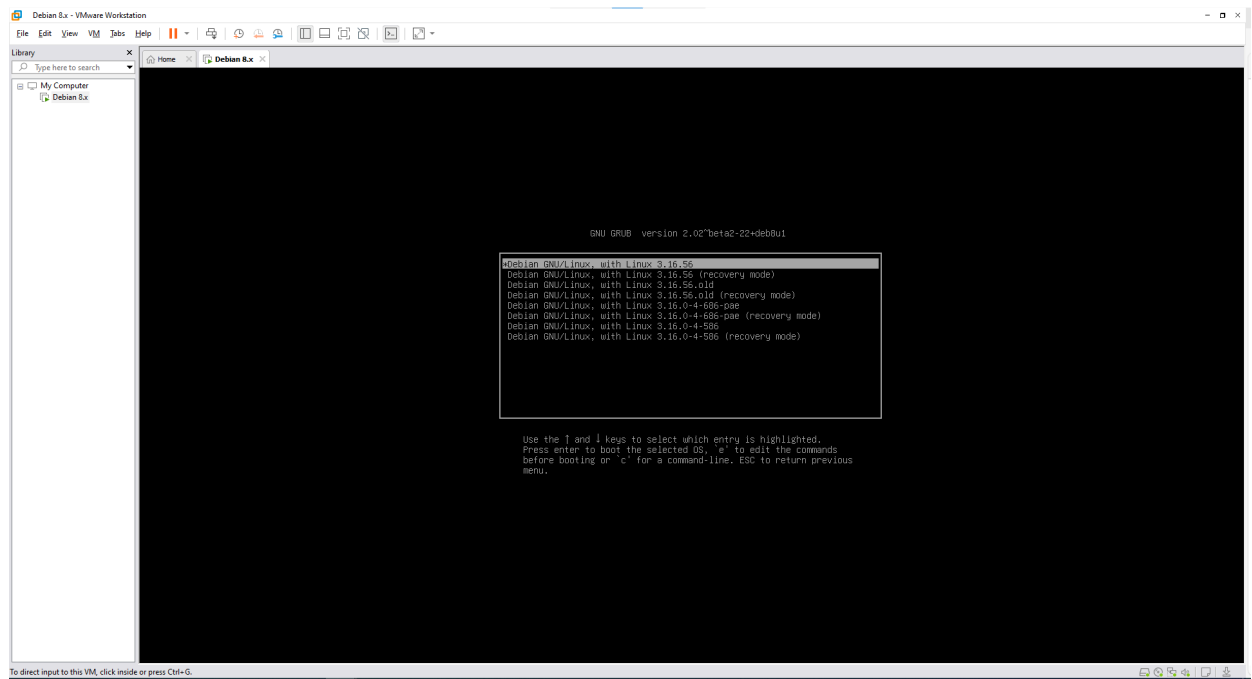 Debian 8.x - VMware Workstation
File Edit View VM Tabs Help
Library
Type here to search
Home
Debian 8.x
My Computer
Debian 8.x
GNU GRUB version 2.02~beta2-22+deb8u1
*Debian GNU/Linux, with Linux 3.16.56
Debian GNU/Linux, with Linux 3.16.56 (recovery mode)
Debian GNU/Linux, with Linux 3.16.56.old
Debian GNU/Linux, with Linux 3.16.56.old (recovery mode)
Debian GNU/Linux, with Linux 3.16.0-4-686-pae
Debian GNU/Linux, with Linux 3.16.0-4-686-pae (recovery mode)
Debian GNU/Linux, with Linux 3.16.0-4-586
Debian GNU/Linux, with Linux 3.16.0-4-586 (recovery mode)
Use the ↑ and ↓ keys to select which entry is highlighted.
Press enter to boot the selected OS, `e' to edit the commands
before booting or `c' for a command-line. ESC to return previous
menu.
To direct input to this VM, click inside or press Ctrl+G.